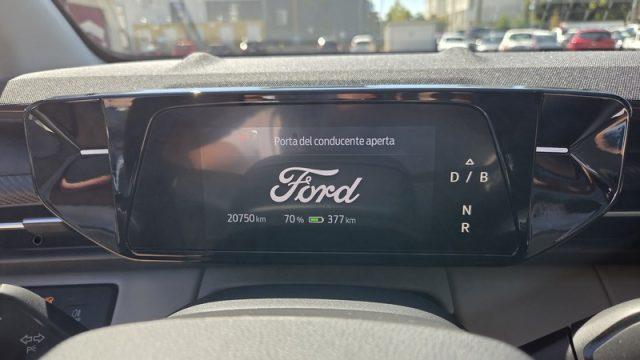 Porta del conducente aperta
Ford
D / B
20750 km 70 % 377 km
N
R